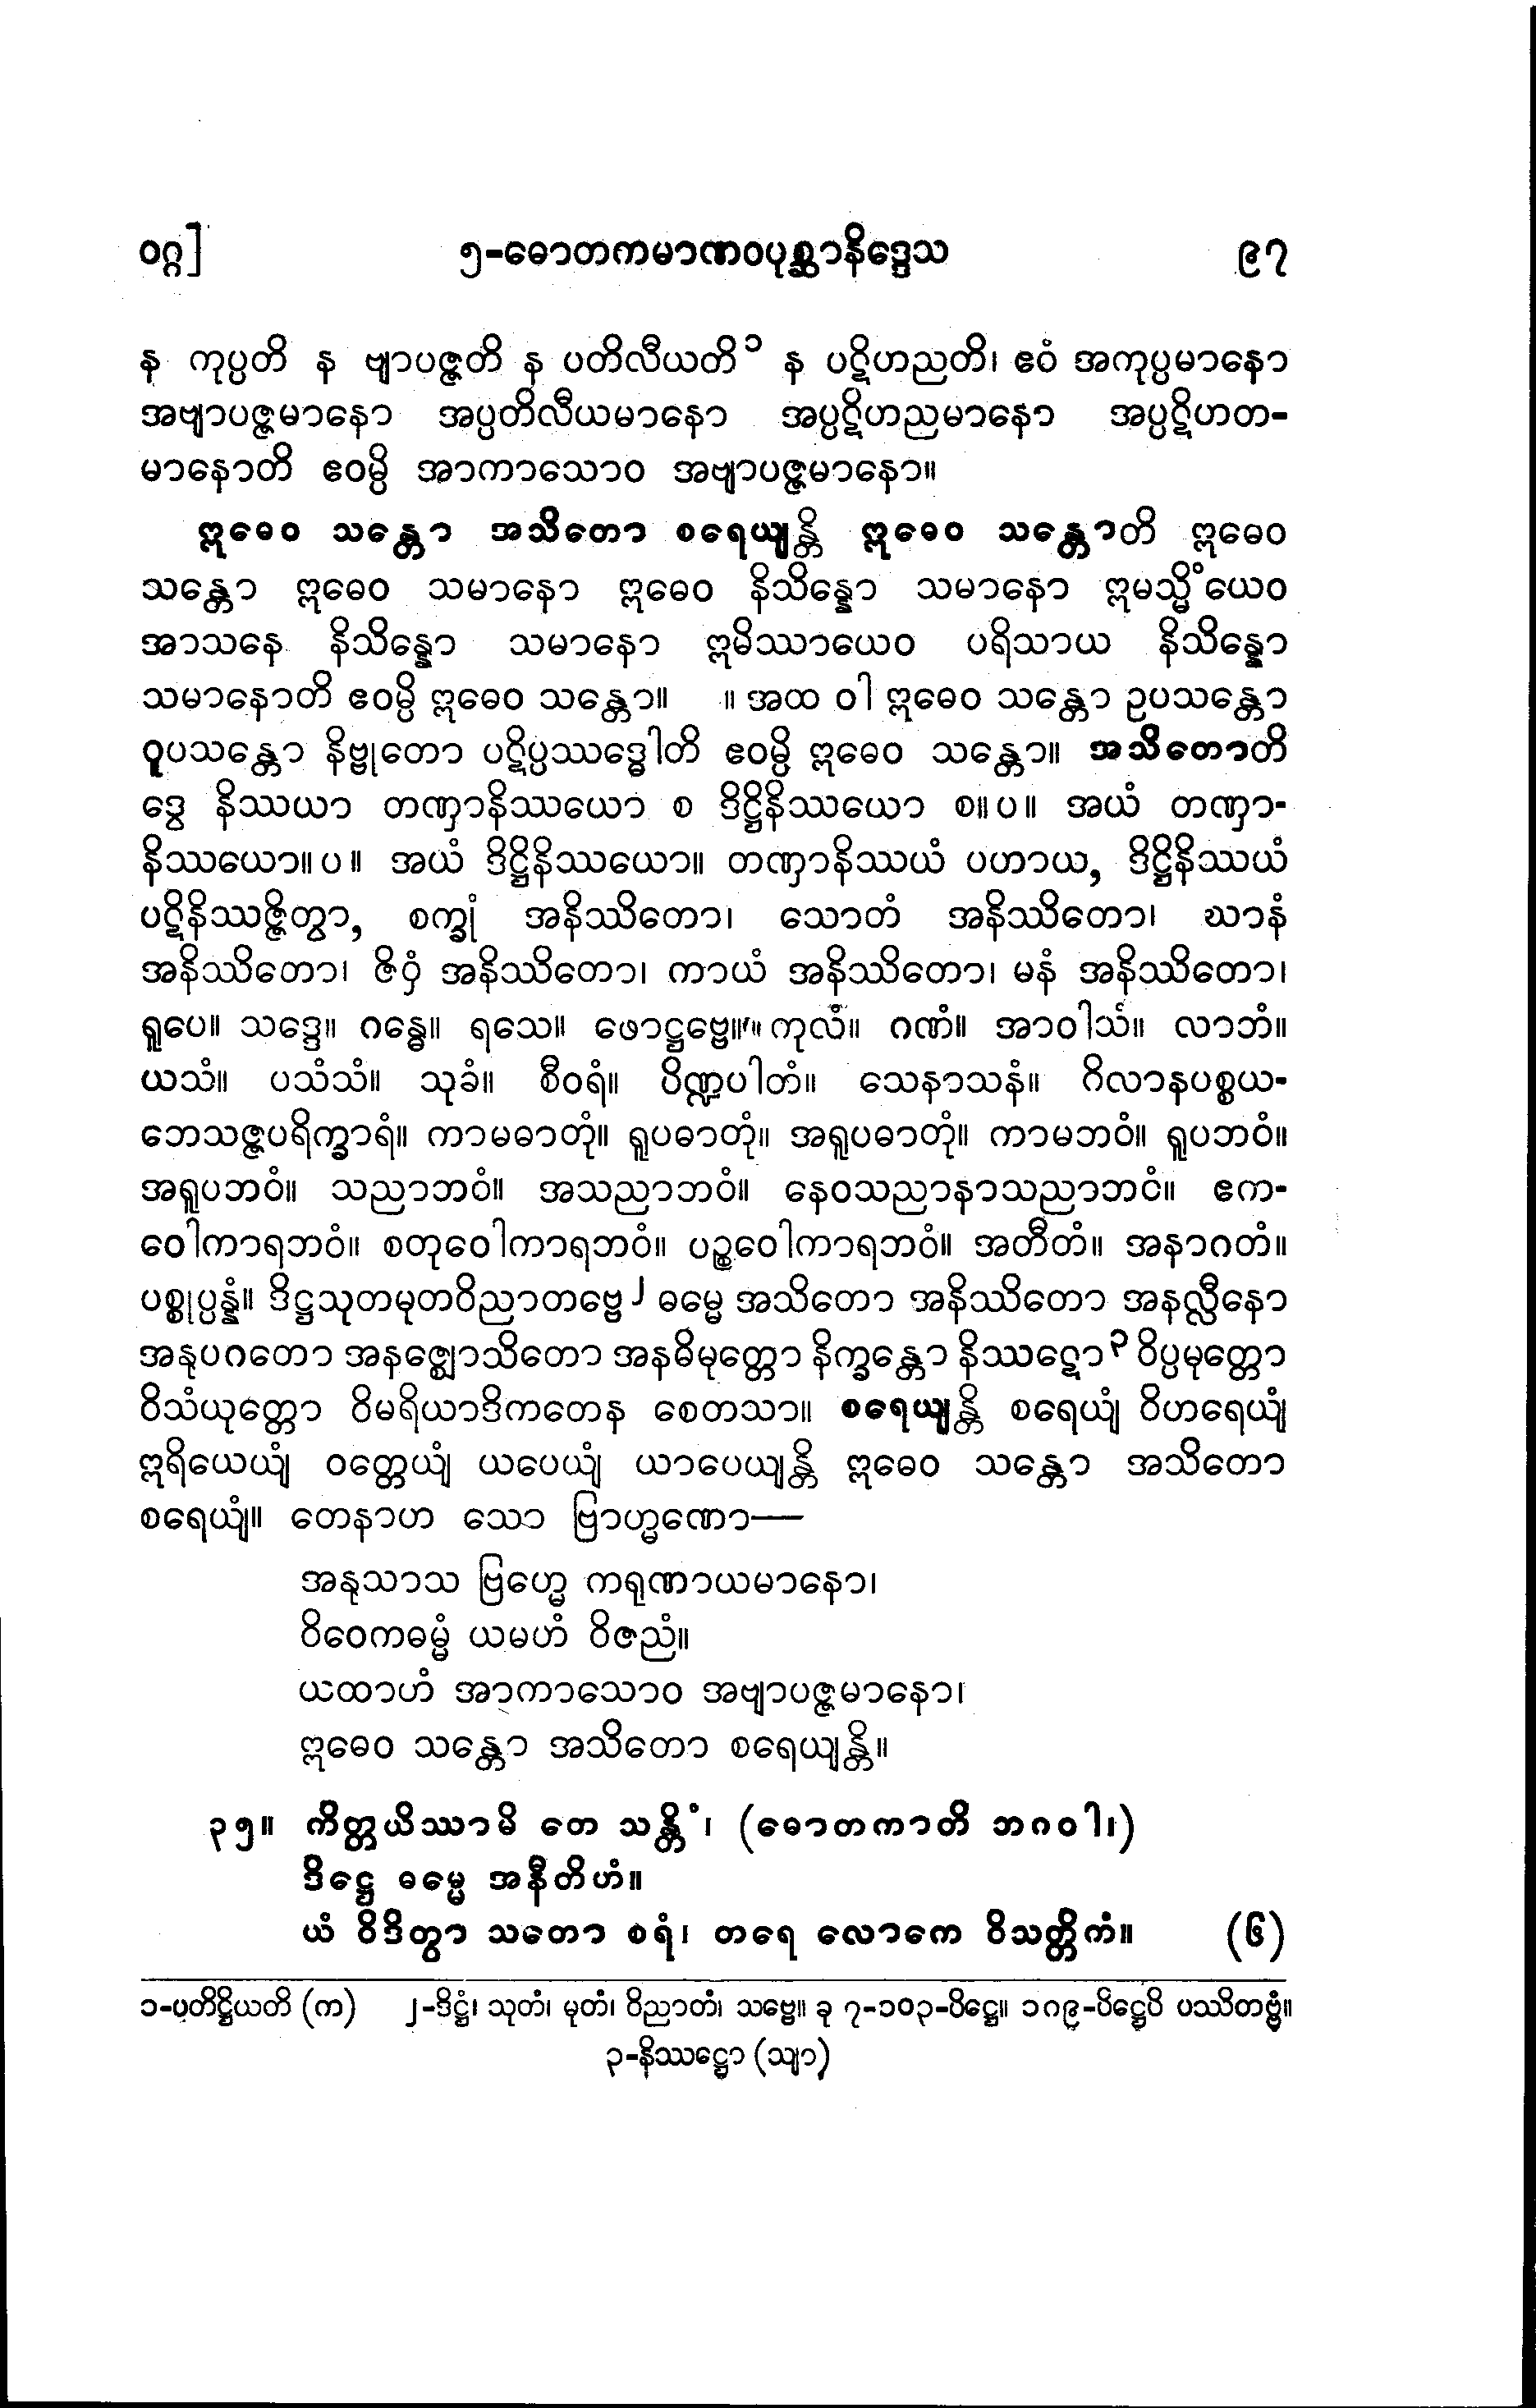 ဝဂ္ဂ] ၅-ဓောတကမာဏဝပုစ္ဆာနိဒ္ဒေသ ၉၇
န ကုပ္ပတိ န ဗျာပဇ္ဇတိ န ပတိလီယတိ၁ န ပဋိဟညတိ၊ ဧဝံ အကုပ္ပမာနော
အဗျာပဇ္ဇမာနော အပ္ပတိလီယမာနော အပ္ပဋိဟညမာနော အပ္ပဋိဟတ-
မာနောတိ ဧဝမ္ပိ အာကာသောဝ အဗျာပဇ္ဇမာနော။
ဣဓေဝ သန္တော အသိတော စရေယျန္တိ ဣဓေဝ သန္တောတိ ဣဓေဝ
သန္တော ဣဓေဝ သမာနော ဣဓေဝ နိသိန္နော သမာနော ဣမသ္မိံယေဝ
အာသနေ နိသိန္နော သမာနော ဣမိဿာယေဝ ပရိသာယ နိသိန္နော
သမာနောတိ ဧဝမ္ပိ ဣဓေဝ သန္တော။ ။ အထ ဝါ ဣဓေဝ သန္တော ဥပသန္တော
ဝူပသန္တော နိဗ္ဗုတော ပဋိပ္ပဿဒ္ဓေါတိ ဧဝမ္ပိ ဣဓေဝ သန္တော။ အသိတောတိ
ဒွေ နိဿယာ တဏှာနိဿယော စ ဒိဋ္ဌိနိဿယော စ။ပ။ အယံ တဏှာ-
နိဿယော။ပ။ အယံ ဒိဋ္ဌိနိဿယော။ တဏှာနိဿယံ ပဟာယ, ဒိဋ္ဌိနိဿယံ
ပဋိနိဿဇ္ဇိတွာ, စက္ခုံ အနိဿိတော၊ သောတံ အနိဿိတော၊ ဃာနံ
အနိဿိတော၊ ဇိဝှံ အနိဿိတော၊ ကာယံ အနိဿိတော၊ မနံ အနိဿိတော၊
ရူပေ။ သဒ္ဒေ။ ဂန္ဓေ။ ရသေ။ ဖောဋ္ဌဗ္ဗေ။ ။ ကုလံ။ ဂဏံ။ အာဝါသံ။ လာဘံ။
ယသံ။ ပသံသံ။ သုခံ။ စီဝရံ။ ပိဏ္ဍပါတံ။ သေနာသနံ။ ဂိလာနပစ္စယ-
ဘေသဇ္ဇပရိက္ခာရံ။ ကာမဓာတုံ။ ရူပဓာတုံ။ အရူပဓာတုံ။ ကာမဘဝံ။ ရူပဘဝံ။
အရူပဘဝံ။ သညာဘဝံ။ အသညာဘဝံ။ နေဝသညာနာသညာဘဝံ။ ဧက-
ဝေါကာရဘဝံ။ စတုဝေါကာရဘဝံ။ ပဉ္စဝေါကာရဘဝံ။ အတီတံ။ အနာဂတံ။
ပစ္စုပ္ပန္နံ။ ဒိဋ္ဌသုတမုတဝိညာတဗ္ဗေ၂ ဓမ္မေ အသိတော အနိဿိတော အနလ္လီနော
အနုပဂတော အနဇ္ဈောသိတော အနဓိမုတ္တော နိက္ခန္တော နိဿဋော၃ ဝိပ္ပမုတ္တော
ဝိသံယုတ္တော ဝိမရိယာဒိကတေန စေတသာ။ စရေယျန္တိ စရေယျံ ဝိဟရေယျံ
ဣရိယေယျံ ဝတ္တေယျံ ယပေယျံ ယာပေယျန္တိ ဣဓေဝ သန္တော အသိတော
စရေယျံ။ တေနာဟ သော ဗြာဟ္မဏော—
အနုသာသ ဗြဟ္မေ ကရုဏာယမာနော၊
ဝိဝေကဓမ္မံ ယမဟံ ဝိဇညံ။
ယထာဟံ အာကာသောဝ အဗျာပဇ္ဇမာနော၊
ဣဓေဝ သန္တော အသိတော စရေယျန္တိ။
၃၅။ ကိတ္တယိဿာမိ တေ သန္တိံ၊ (ဓောတကာတိ ဘဂဝါ၊)
ဒိဋ္ဌေ ဓမ္မေ အနီတိဟံ။
ယံ ဝိဒိတွာ သတော စရံ၊ တရေ လောကေ ဝိသတ္တိကံ။ (၆)
၁-ပတိဋ္ဌိယတိ (က) ၂-ဒိဋ္ဌံ၊ သုတံ၊ မုတံ၊ ဝိညာတံ၊ သဗ္ဗေ။ ခု ၇-၁၀၃-ပိဋ္ဌေ။ ၁၈၉-ပိဋ္ဌေပိ ပဿိတဗ္ဗံ။
၃-နိဿဋ္ဌော (သျာ)